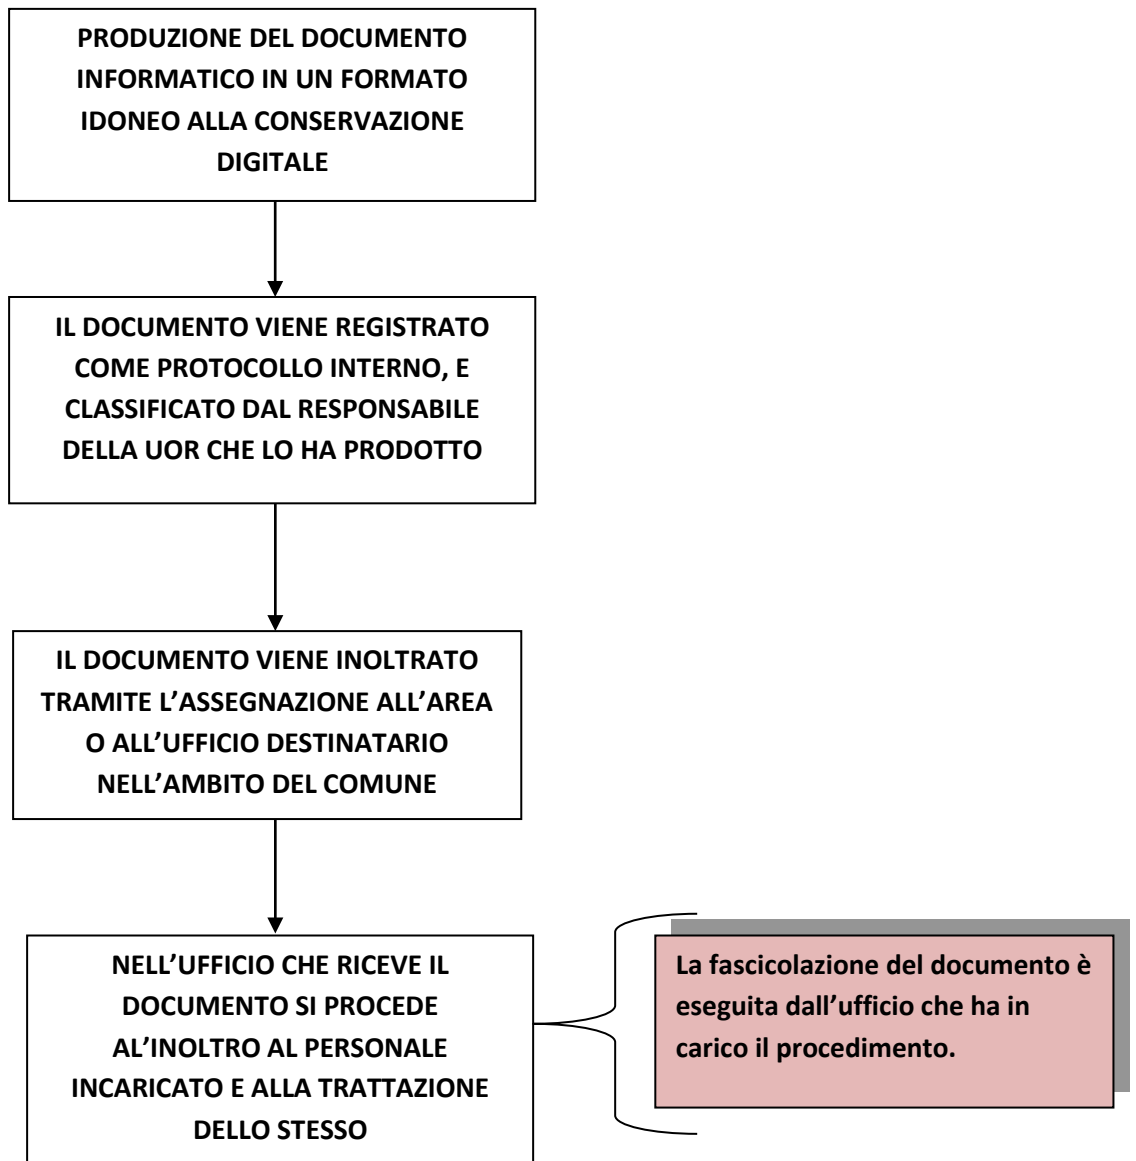 PRODUZIONE DEL DOCUMENTO
INFORMATICO IN UN FORMATO
IDONEO ALLA CONSERVAZIONE
DIGITALE
IL DOCUMENTO VIENE REGISTRATO
COME PROTOCOLLO INTERNO, E
CLASSIFICATO DAL RESPONSABILE
DELLA UOR CHE LO HA PRODOTTO
IL DOCUMENTO VIENE INOLTRATO
TRAMITE L’ASSEGNAZIONE ALL’AREA
O ALL’UFFICIO DESTINATARIO
NELL’AMBITO DEL COMUNE
NELL’UFFICIO CHE RICEVE IL
DOCUMENTO SI PROCEDE
AL’INOLTRO AL PERSONALE
INCARICATO E ALLA TRATTAZIONE
DELLO STESSO
La fascicolazione del documento è
eseguita dall’ufficio che ha in
carico il procedimento.